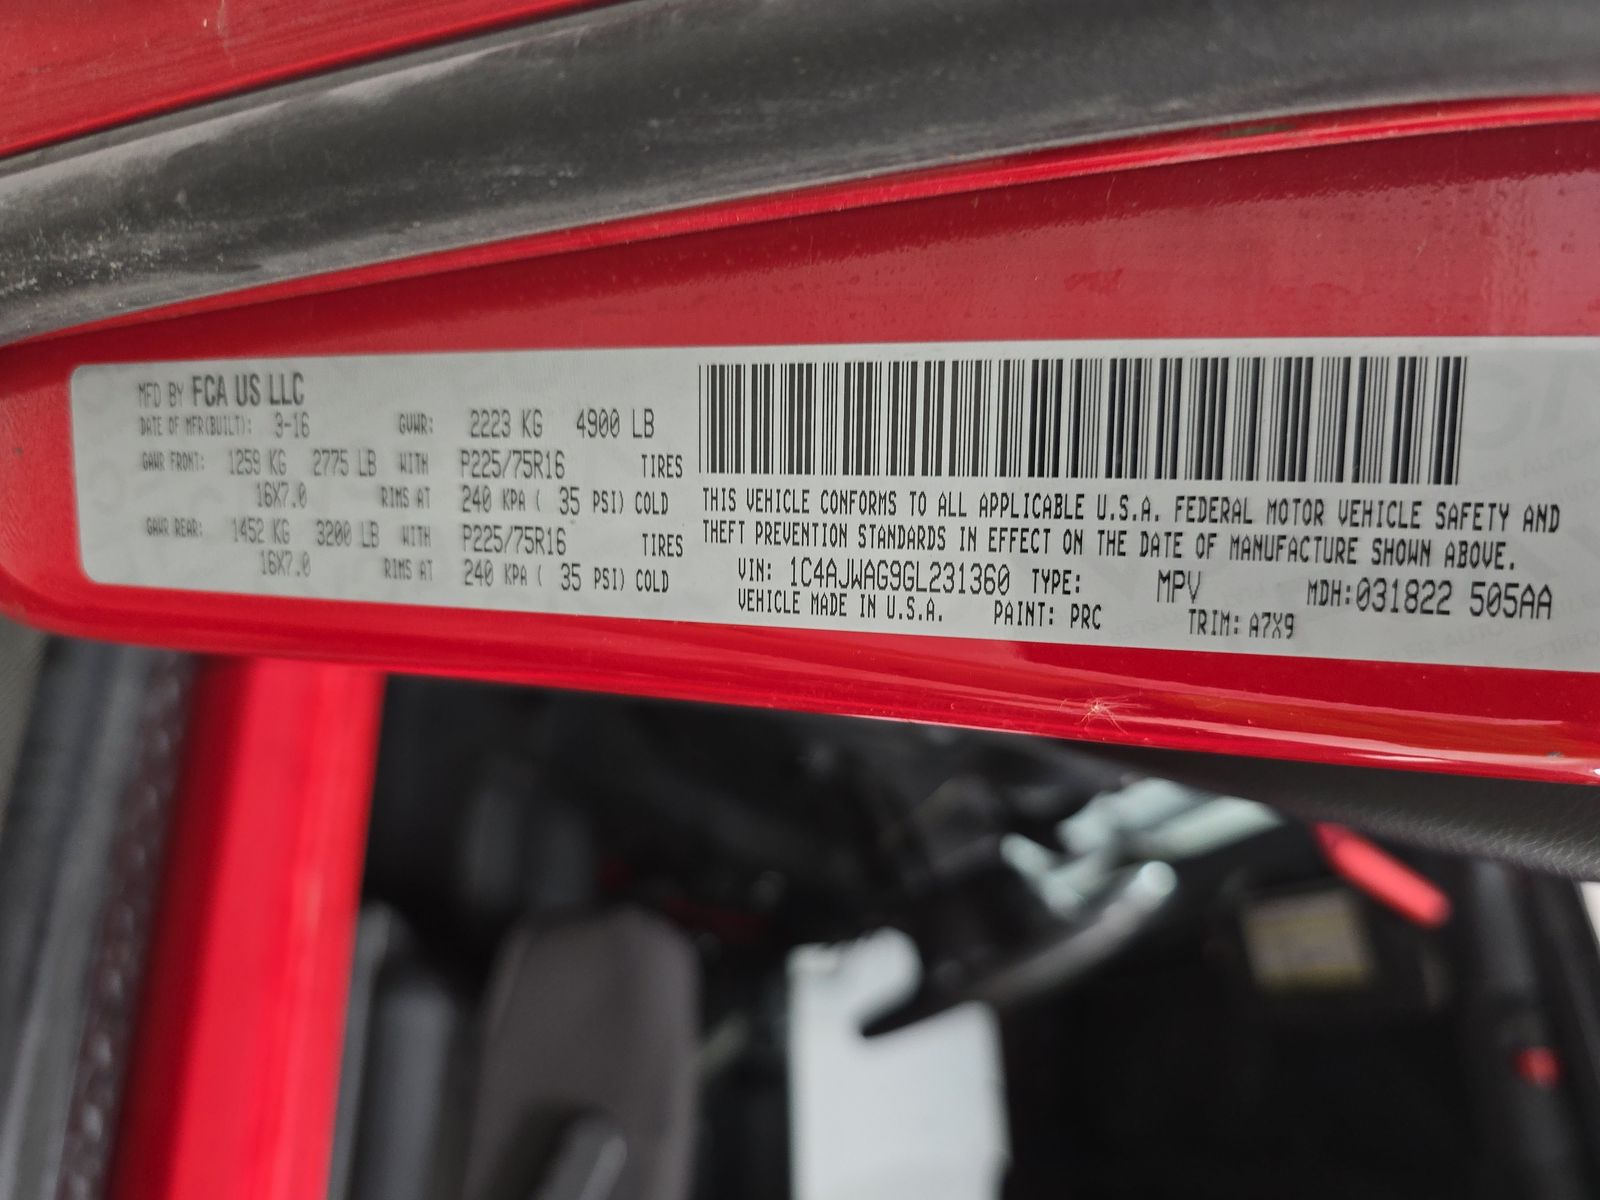 MFD BY FCA US LLC
DATE OF MFR(BUILT): 3-16 GVWR: 2223 KG 4900 LB
GAWR FRONT: 1259 KG 2775 LB WITH P225/75R16 TIRES
16X7.0 RIMS AT 240 KPA ( 35 PSI) COLD
GAWR REAR: 1452 KG 3200 LB WITH P225/75R16 TIRES
16X7.0 RIMS AT 240 KPA ( 35 PSI) COLD
THIS VEHICLE CONFORMS TO ALL APPLICABLE U.S.A. FEDERAL MOTOR VEHICLE SAFETY AND
THEFT PREVENTION STANDARDS IN EFFECT ON THE DATE OF MANUFACTURE SHOWN ABOVE.
VIN: 1C4AJWAG9GL231360 TYPE: MPV MDH:031822 505AA
VEHICLE MADE IN U.S.A. PAINT: PRC TRIM: A7X9